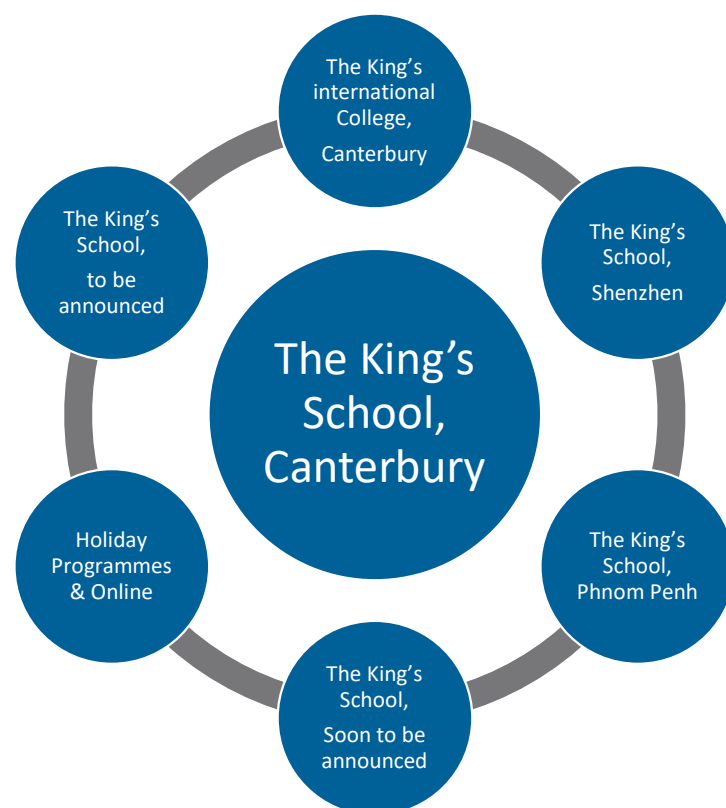 The King's
international
College,
Canterbury
The King's
School,
to be
announced
The King's
School,
Shenzhen
The King's
School,
Canterbury
Holiday
Programmes
& Online
The King's
School,
Phnom Penh
The King's
School,
Soon to be
announced